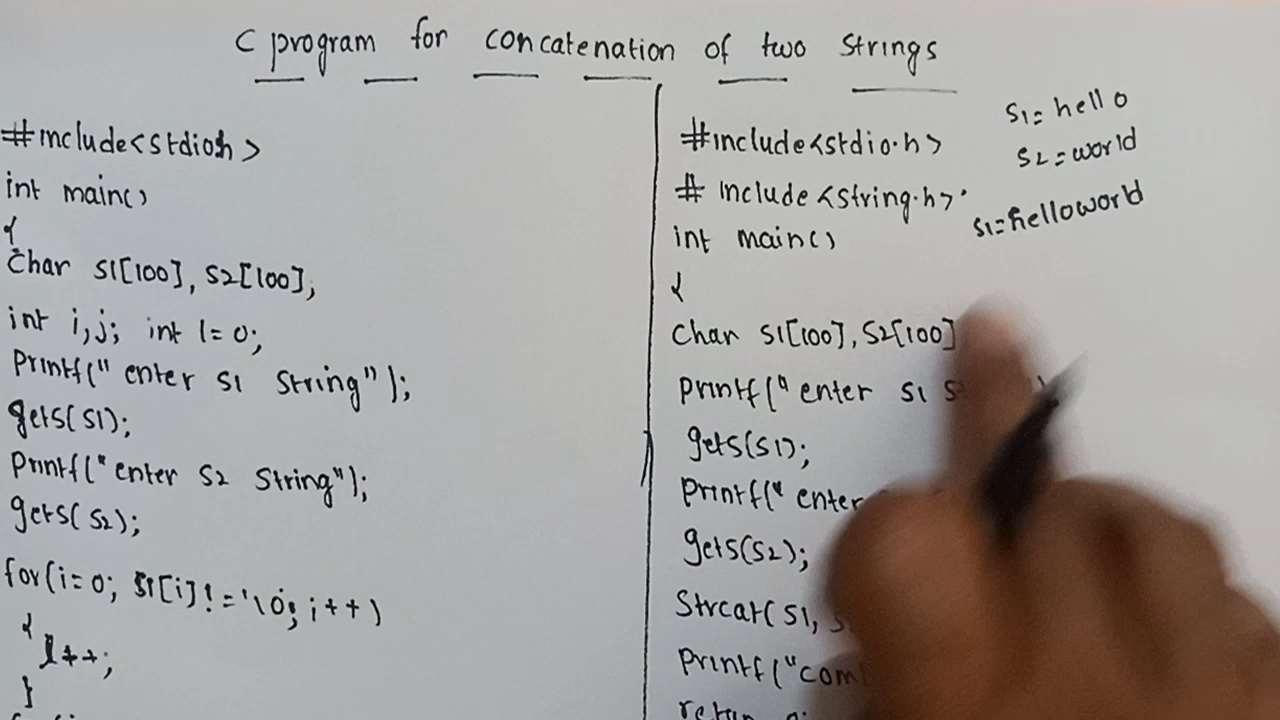 C program for concatenation of two strings
#include<stdio.h>
int main()
{
char s1[100], s2[100];
int i,j; int l=0;
printf("enter s1 string");
gets(s1);
printf("enter s2 string");
gets(s2);
for(i=0; s1[i]!='\0; i++)
{
l++;
}
#include<stdio.h>
#include<string.h>
int main()
{
char s1[100], s2[100]
printf("enter s1
gets(s1);
printf("enter
gets(s2);
strcat(s1,
printf("com
s1=hello
s2=world
s1=helloworld